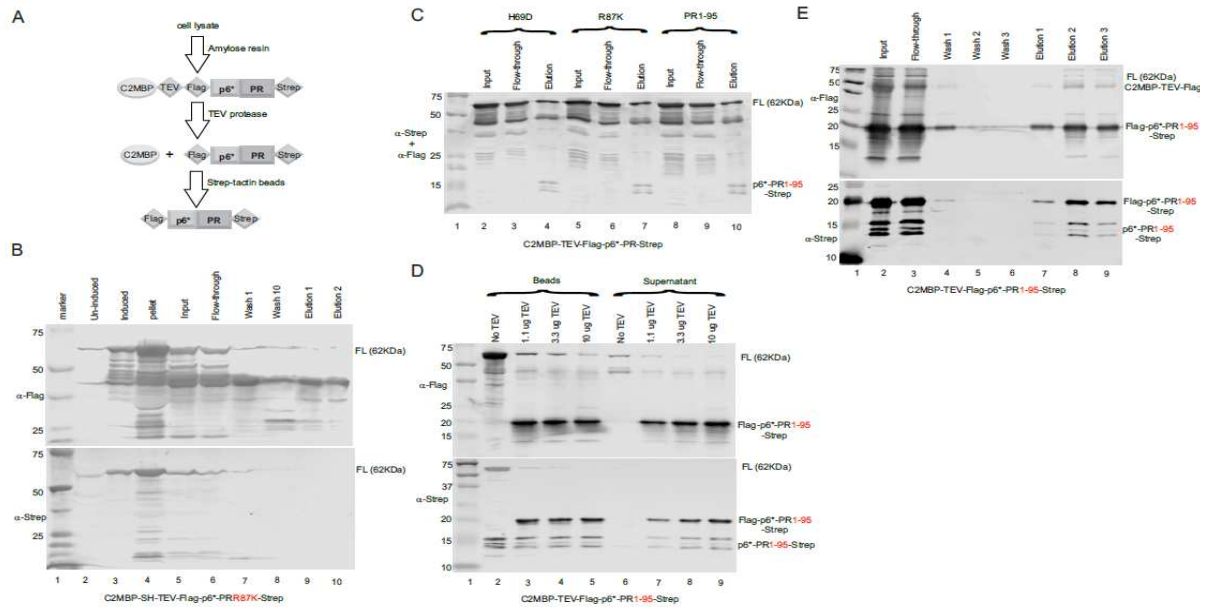 A
cell lysate
Amylose resin
C2MBP TEV Flag p6* PR Strep
TEV protease
C2MBP + Flag p6* PR Strep
Strep-tactin beads
Flag p6* PR Strep
B
marker Un-induced Induced pellet Input Flow-through Wash 1 Wash 10 Elution 1 Elution 2
75
FL (62KDa)
50
α-Flag
25
75
FL (62KDa)
50
α-Strep
25
1 2 3 4 5 6 7 8 9 10
C2MBP-SH-TEV-Flag-p6*-PRR87K-Strep
C
H69D R87K PR1-95
Input Flow-through Elution Input Flow-through Elution Input Flow-through Elution
75
FL (62KDa)
50
α-Strep
+
α-Flag
25
15
p6*-PR1-95
-Strep
1 2 3 4 5 6 7 8 9 10
C2MBP-TEV-Flag-p6*-PR-Strep
D
Beads Supernatant
No TEV 1.1 ug TEV 3.3 ug TEV 10 ug TEV No TEV 1.1 ug TEV 3.3 ug TEV 10 ug TEV
75
FL (62KDa)
50
α-Flag
25
20
Flag-p6*-PR1-95
-Strep
15
75
FL (62KDa)
50
37
α-Strep
25
20
Flag-p6*-PR1-95
-Strep
15
p6*-PR1-95-Strep
10
1 2 3 4 5 6 7 8 9
C2MBP-TEV-Flag-p6*-PR1-95-Strep
E
Input Flow-through Wash 1 Wash 2 Wash 3 Elution 1 Elution 2 Elution 3
75
FL (62KDa)
50
C2MBP-TEV-Flag
α-Flag
25
20
Flag-p6*-PR1-95
-Strep
15
25
20
Flag-p6*-PR1-95
-Strep
15
p6*-PR1-95
-Strep
α-Strep
10
1 2 3 4 5 6 7 8 9
C2MBP-TEV-Flag-p6*-PR1-95-Strep